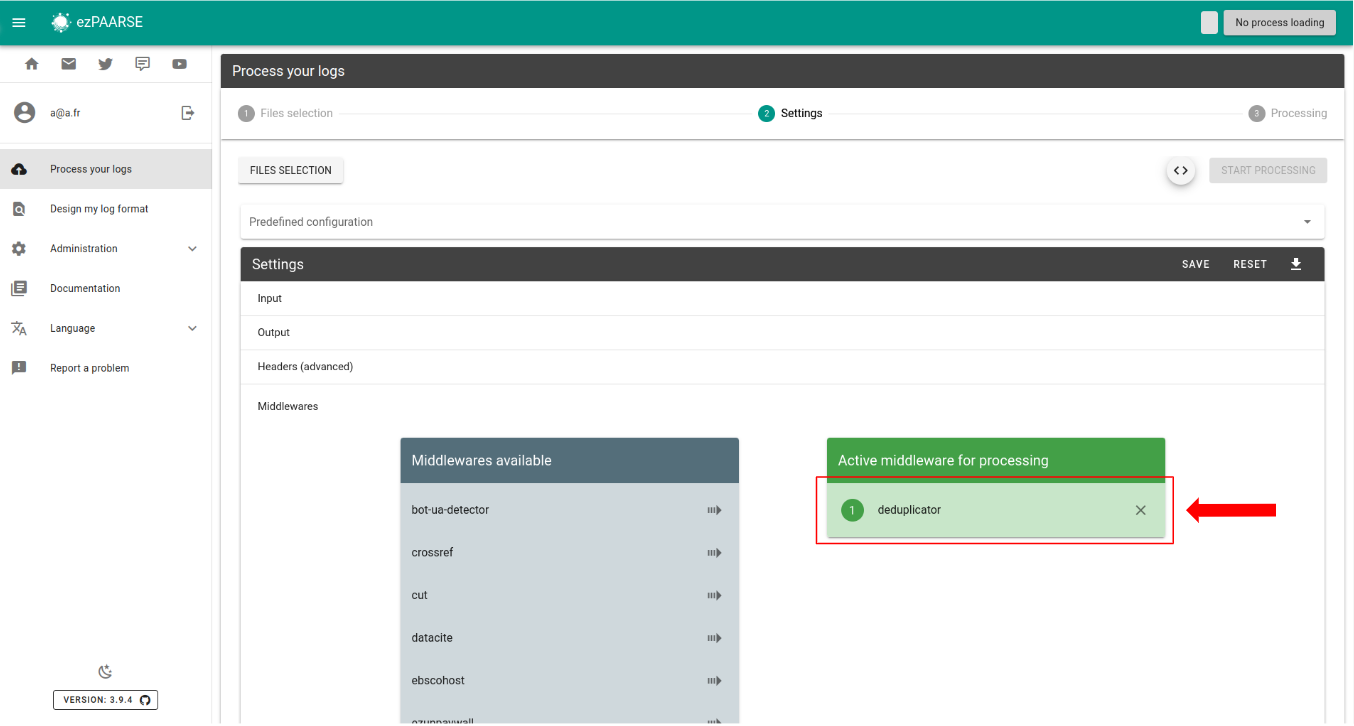 ezPAARSE
No process loading
a@a.fr
Process your logs
Design my log format
Administration
Documentation
Language
Report a problem
VERSION: 3.9.4
Process your logs
1 Files selection
2 Settings
3 Processing
FILES SELECTION
START PROCESSING
Predefined configuration
Settings
SAVE
RESET
Input
Output
Headers (advanced)
Middlewares
Middlewares available
bot-ua-detector
crossref
cut
datacite
ebscohost
ezunpaywall
Active middleware for processing
1 deduplicator